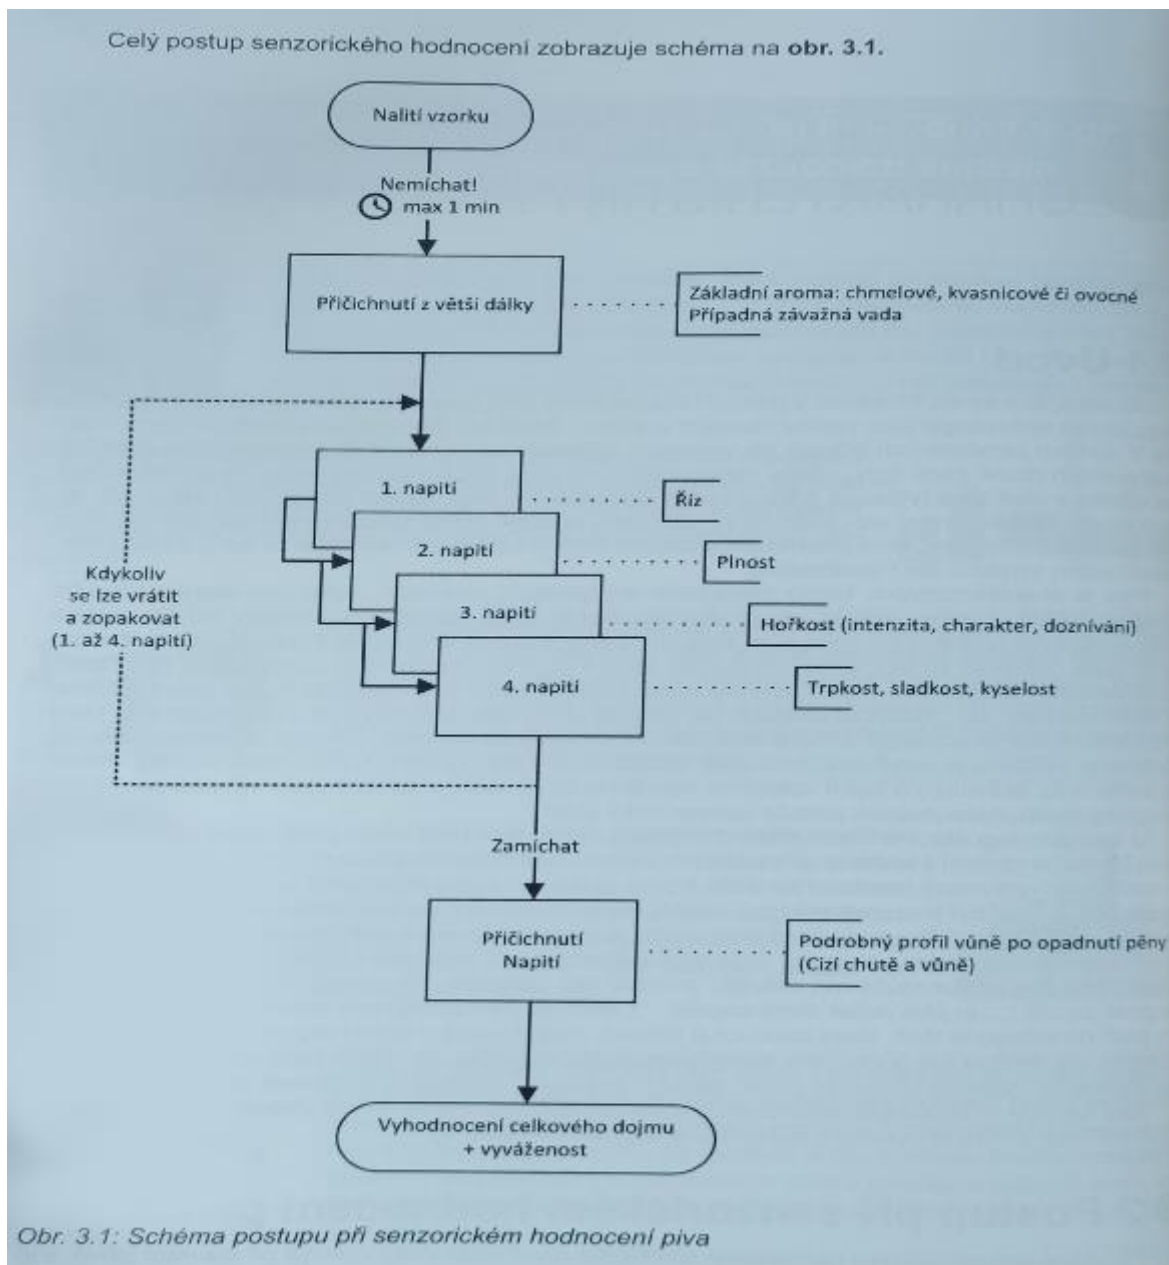 Celý postup senzorického hodnocení zobrazuje schéma na obr. 3.1.
Nalití vzorku
Nemíchat!
max 1 min
Přičichnutí z větší dálky
Základní aroma: chmelové, kvasnicové či ovocné
Případná závažná vada
1. napití
Říz
2. napití
Plnost
Kdykoliv
se lze vrátit
a zopakovat
(1. až 4. napití)
3. napití
Hořkost (intenzita, charakter, doznívání)
4. napití
Trpkost, sladkost, kyselost
Zamíchat
Přičichnutí
Napití
Podrobný profil vůně po opadnutí pěny
(Cizí chutě a vůně)
Vyhodnocení celkového dojmu
+ vyváženost
Obr. 3.1: Schéma postupu při senzorickém hodnocení piva